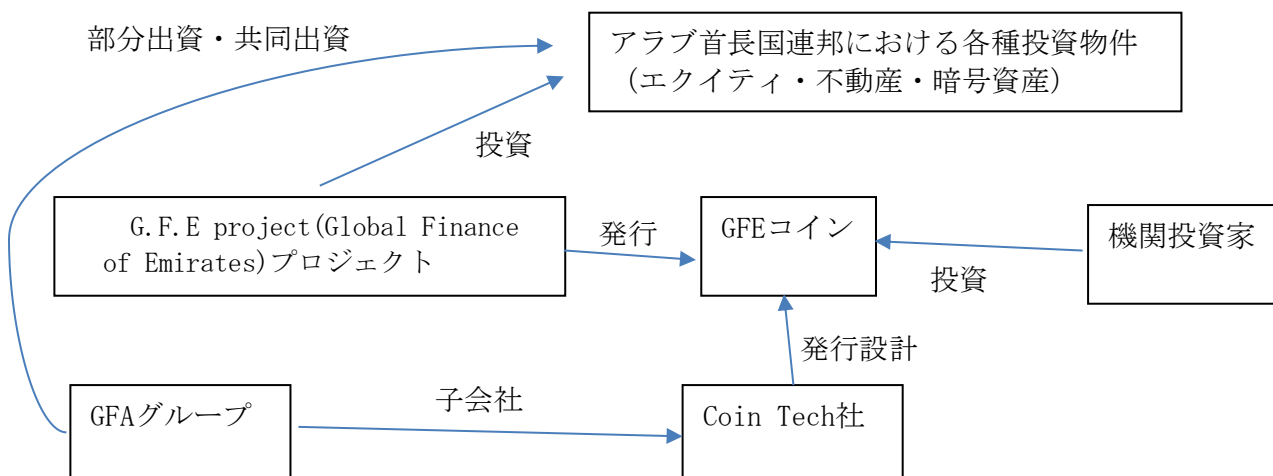 部分出資・共同出資
アラブ首長国連邦における各種投資物件
（エクイティ・不動産・暗号資産）
投資
G.F.E project(Global Finance
of Emirates)プロジェクト
発行
GFEコイン
機関投資家
投資
発行設計
GFAグループ
子会社
Coin Tech社